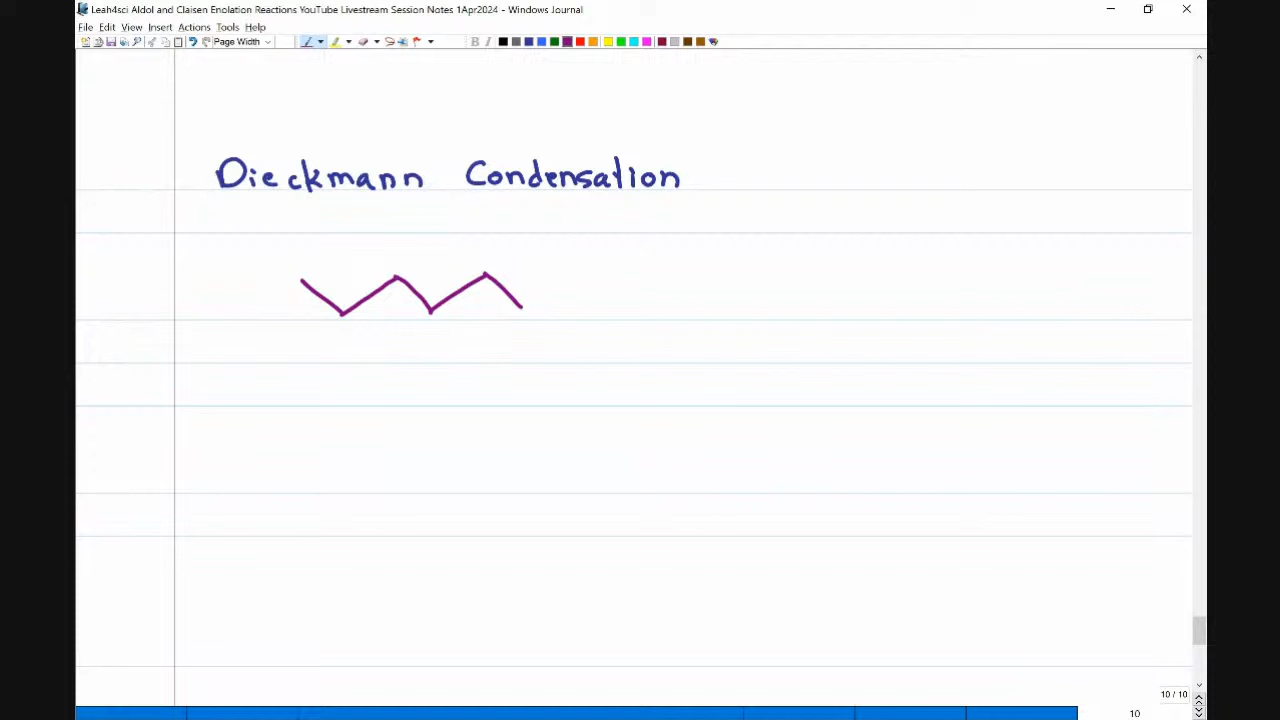 Leah4sci Aldol and Claisen Enolation Reactions YouTube Livestream Session Notes 1Apr2024 - Windows Journal
File Edit View Insert Actions Tools Help
Page Width B I
Dieckmann Condensation
10 / 10
10